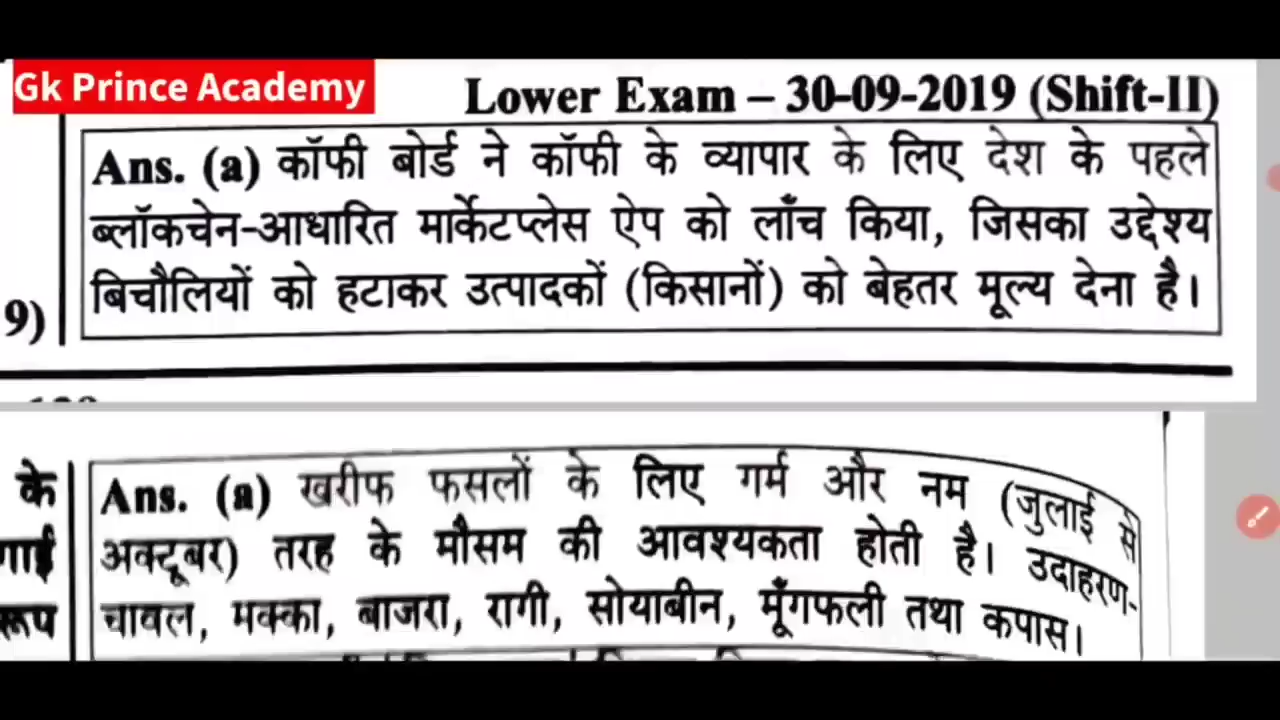 Gk Prince Academy
Lower Exam – 30-09-2019 (Shift-II)
Ans. (a) कॉफी बोर्ड ने कॉफी के व्यापार के लिए देश के पहले
ब्लॉकचेन-आधारित मार्केटप्लेस ऐप को लाँच किया, जिसका उद्देश्य
बिचौलियों को हटाकर उत्पादकों (किसानों) को बेहतर मूल्य देना है।
9)
के
Ans. (a) खरीफ फसलों के लिए गर्म और नम (जुलाई से
अक्टूबर) तरह के मौसम की आवश्यकता होती है। उदाहरण-
रूप
चावल, मक्का, बाजरा, रागी, सोयाबीन, मूँगफली तथा कपास।